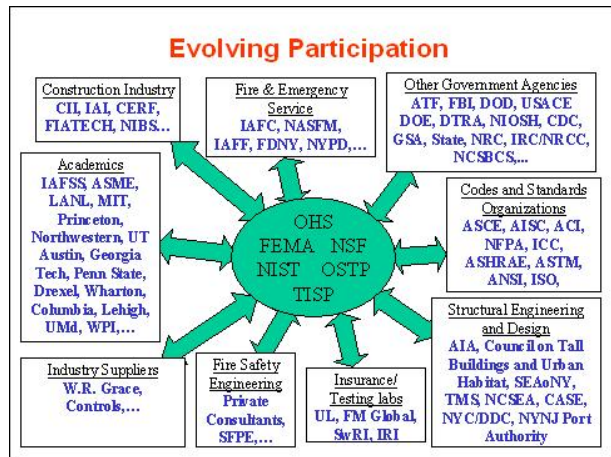 Evolving Participation
Construction Industry
CII, IAI, CERF,
FIATECH, NIBS...
Fire & Emergency
Service
IAFC, NASFM,
IAFF, FDNY, NYPD,...
Other Government Agencies
ATF, FBI, DOD, USACE
DOE, DTRA, NIOSH, CDC,
GSA, State, NRC, IRC/NRCC,
NCSBCS,...
Academics
IAFSS, ASME,
LANL, MIT,
Princeton,
Northwestern, UT
Austin, Georgia
Tech, Penn State,
Drexel, Wharton,
Columbia, Lehigh,
UMd, WPI,...
OHS
FEMA NSF
NIST OSTP
TISP
Codes and Standards
Organizations
ASCE, AISC, ACI,
NFPA, ICC,
ASHRAE, ASTM,
ANSI, ISO,
Structural Engineering
and Design
AIA, Council on Tall
Buildings and Urban
Habitat, SEAoNY,
TMS, NCSEA, CASE,
NYC/DDC, NYNJ Port
Authority
Industry Suppliers
W.R. Grace,
Controls,...
Fire Safety
Engineering
Private
Consultants,
SFPE,...
Insurance/
Testing labs
UL, FM Global,
SwRI, IRI